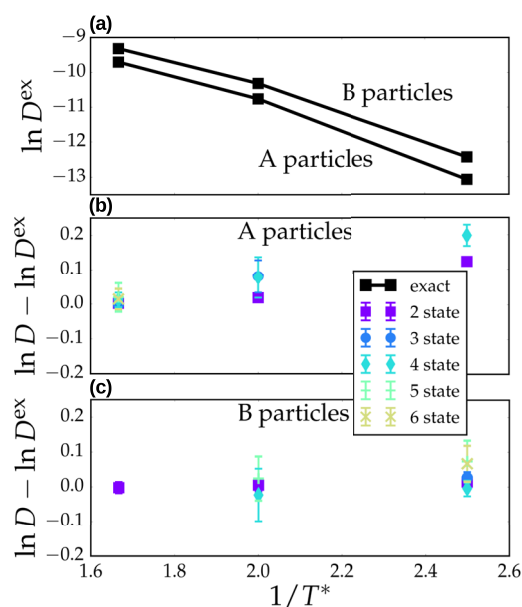 (a)
−9
−10
−11
−12
−13
ln D^ex
B particles
A particles
(b)
0.2
0.1
0.0
−0.1
−0.2
ln D − ln D^ex
A particles
exact
2 state
3 state
4 state
5 state
6 state
(c)
0.2
0.1
0.0
−0.1
−0.2
ln D − ln D^ex
B particles
1.6 1.8 2.0 2.2 2.4 2.6
1/T*